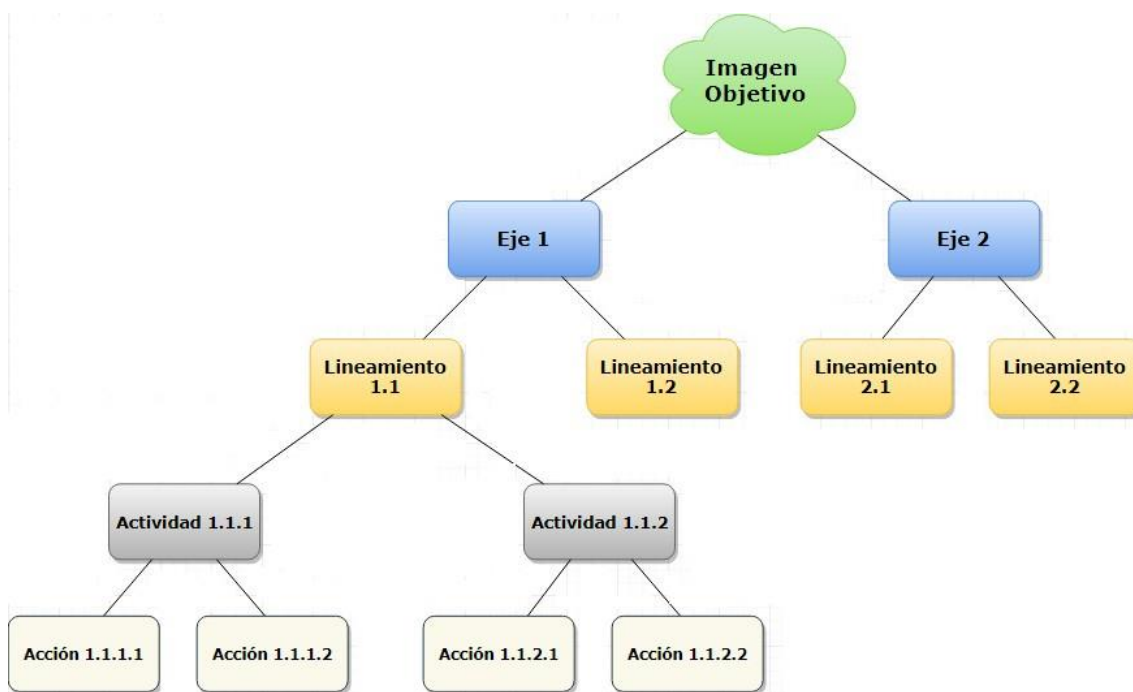 Imagen
Objetivo
Eje 1
Eje 2
Lineamiento
1.1
Lineamiento
1.2
Lineamiento
2.1
Lineamiento
2.2
Actividad 1.1.1
Actividad 1.1.2
Acción 1.1.1.1
Acción 1.1.1.2
Acción 1.1.2.1
Acción 1.1.2.2